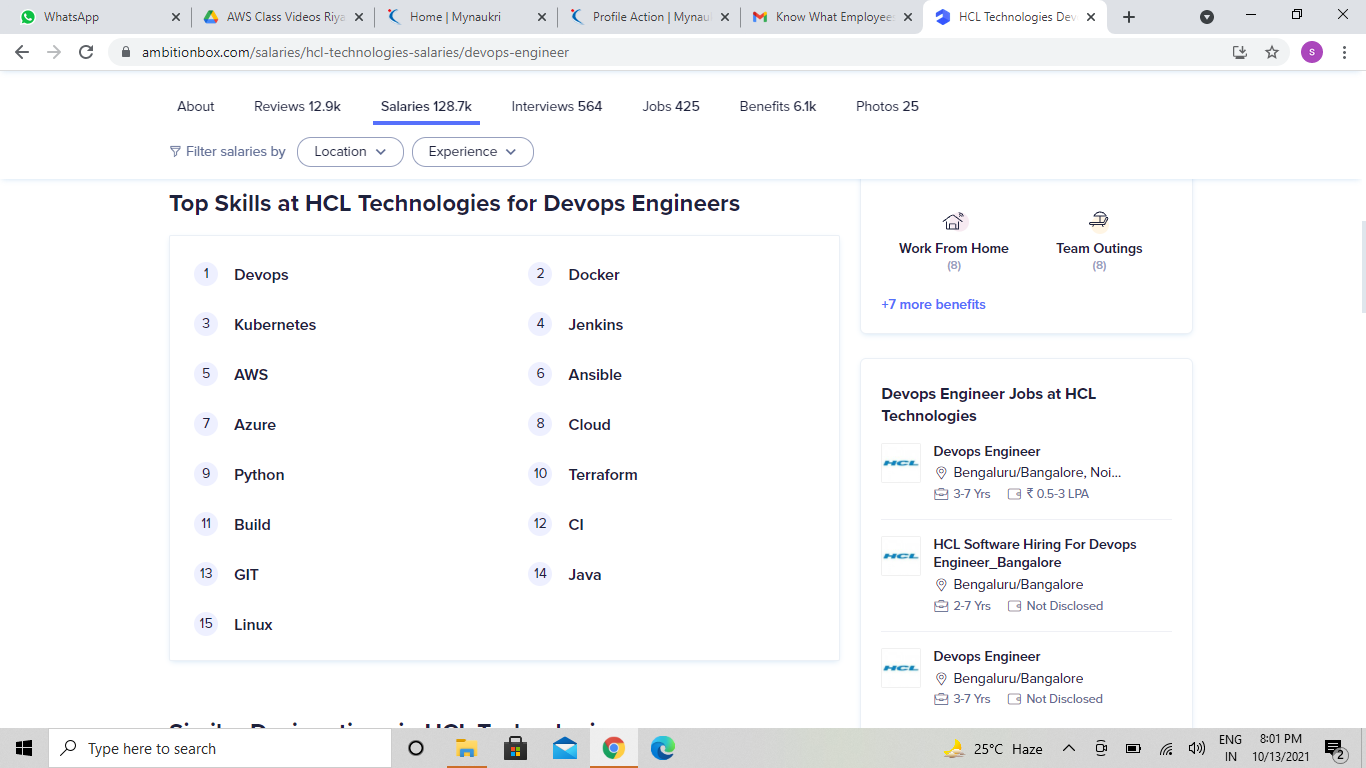 WhatsApp
AWS Class Videos Riya
Home | Mynaukri
Profile Action | Mynauk
Know What Employee
HCL Technologies Dev
ambitionbox.com/salaries/hcl-technologies-salaries/devops-engineer
s
About
Reviews 12.9k
Salaries 128.7k
Interviews 564
Jobs 425
Benefits 6.1k
Photos 25
Filter salaries by
Location
Experience
Top Skills at HCL Technologies for Devops Engineers
1 Devops
2 Docker
3 Kubernetes
4 Jenkins
5 AWS
6 Ansible
7 Azure
8 Cloud
9 Python
10 Terraform
11 Build
12 CI
13 GIT
14 Java
15 Linux
Work From Home
(8)
Team Outings
(8)
+7 more benefits
Devops Engineer Jobs at HCL
Technologies
HCL
Devops Engineer
Bengaluru/Bangalore, Noi...
3-7 Yrs ₹ 0.5-3 LPA
HCL
HCL Software Hiring For Devops
Engineer_Bangalore
Bengaluru/Bangalore
2-7 Yrs Not Disclosed
HCL
Devops Engineer
Bengaluru/Bangalore
3-7 Yrs Not Disclosed
Type here to search
25°C Haze
ENG
IN
8:01 PM
10/13/2021
2